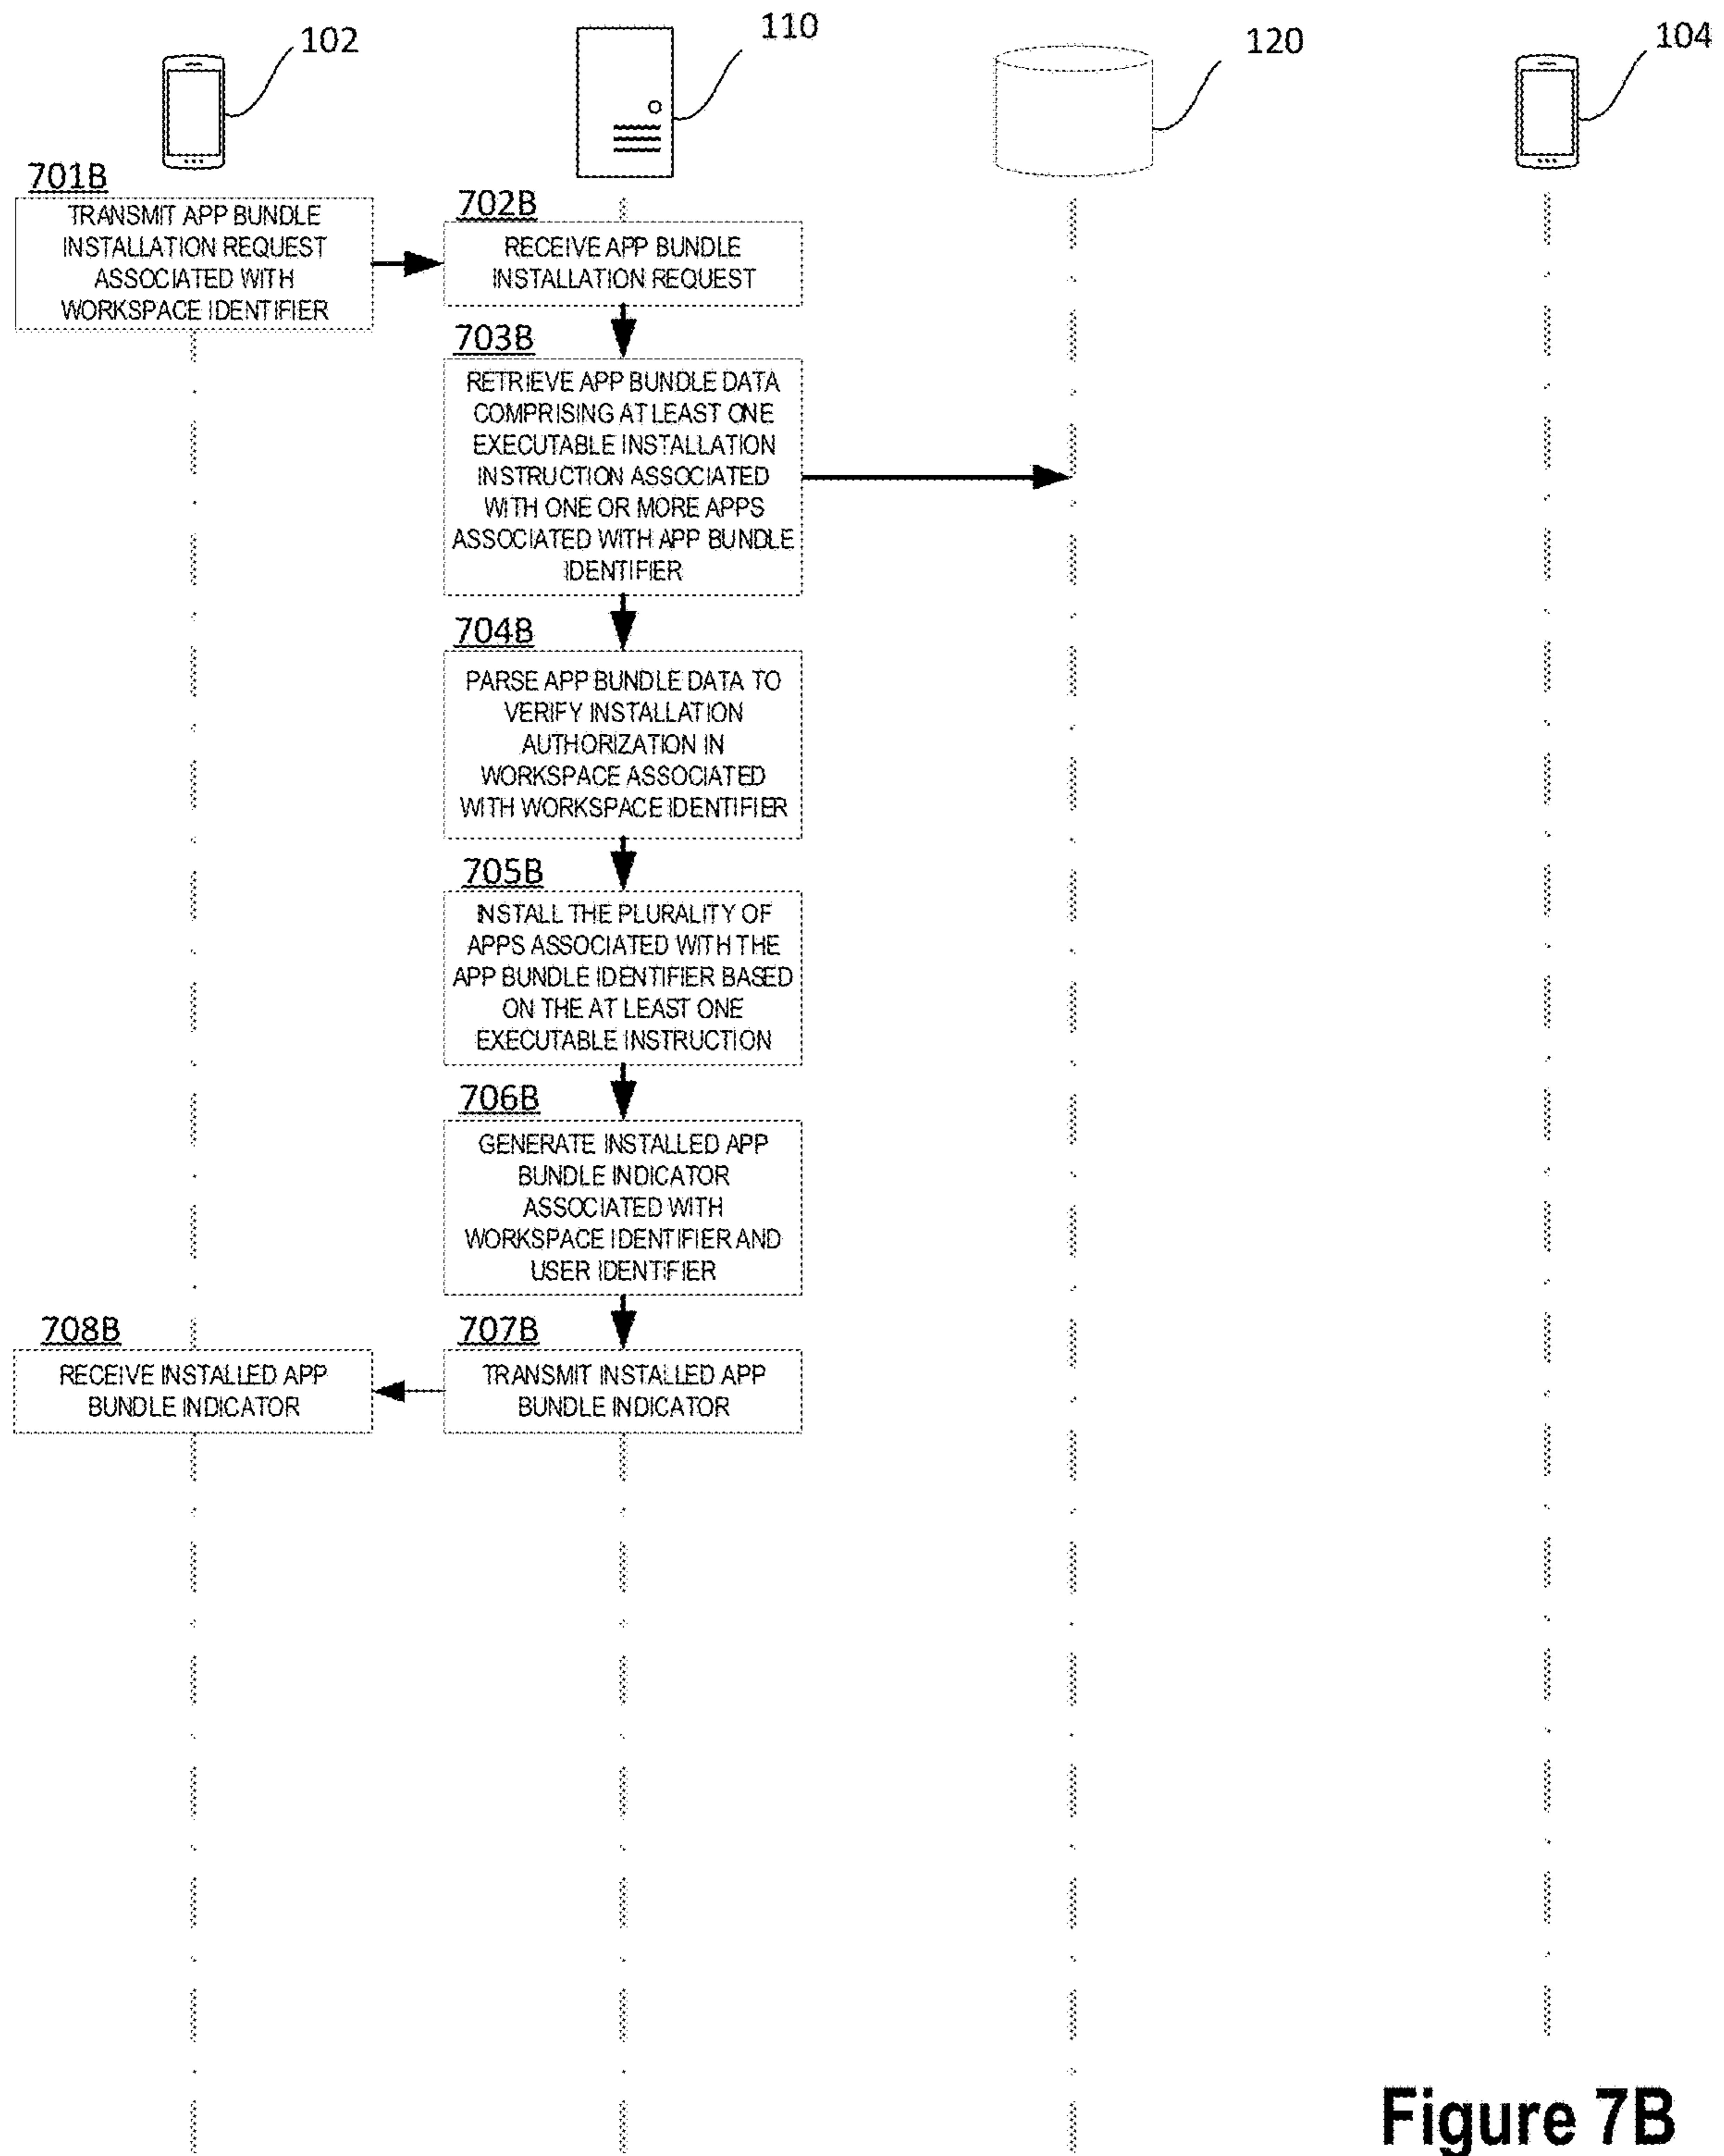 102
110
120
104
701B
TRANSMIT APP BUNDLE
INSTALLATION REQUEST
ASSOCIATED WITH
WORKSPACE IDENTIFIER
702B
RECEIVE APP BUNDLE
INSTALLATION REQUEST
703B
RETRIEVE APP BUNDLE DATA
COMPRISING AT LEAST ONE
EXECUTABLE INSTALLATION
INSTRUCTION ASSOCIATED
WITH ONE OR MORE APPS
ASSOCIATED WITH APP BUNDLE
IDENTIFIER
704B
PARSE APP BUNDLE DATA TO
VERIFY INSTALLATION
AUTHORIZATION IN
WORKSPACE ASSOCIATED
WITH WORKSPACE IDENTIFIER
705B
INSTALL THE PLURALITY OF
APPS ASSOCIATED WITH THE
APP BUNDLE IDENTIFIER BASED
ON THE AT LEAST ONE
EXECUTABLE INSTRUCTION
706B
GENERATE INSTALLED APP
BUNDLE INDICATOR
ASSOCIATED WITH
WORKSPACE IDENTIFIER AND
USER IDENTIFIER
708B
RECEIVE INSTALLED APP
BUNDLE INDICATOR
707B
TRANSMIT INSTALLED APP
BUNDLE INDICATOR
Figure 7B